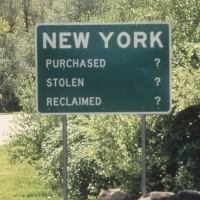 NEW YORK
PURCHASED ?
STOLEN ?
RECLAIMED ?